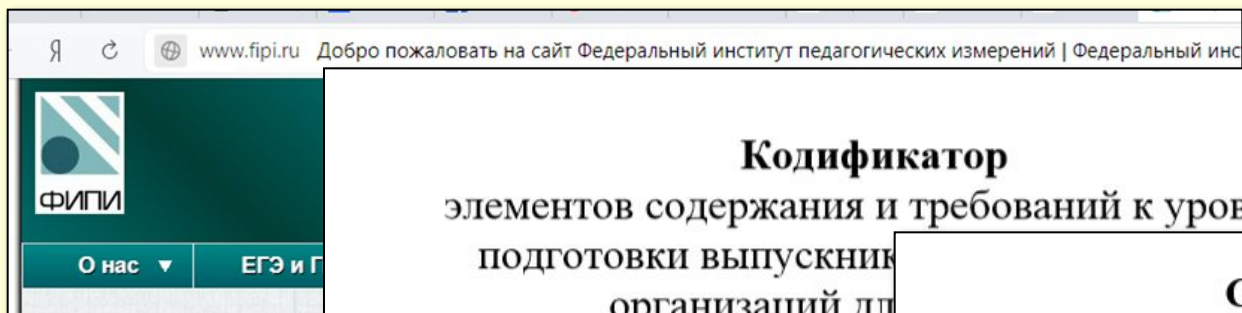 Я www.fipi.ru Добро пожаловать на сайт Федеральный институт педагогических измерений | Федеральный инс
ФИПИ
О нас ▼ ЕГЭ и Г
Кодификатор
элементов содержания и требований к уров
подготовки выпускник
организаций дл